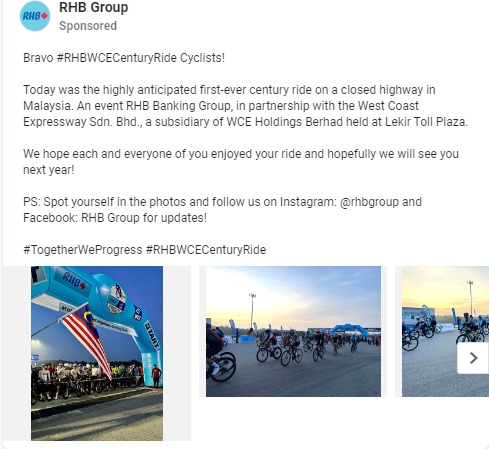 RHB
RHB Group
Sponsored
Bravo #RHBWCECenturyRide Cyclists!
Today was the highly anticipated first-ever century ride on a closed highway in
Malaysia. An event RHB Banking Group, in partnership with the West Coast
Expressway Sdn. Bhd., a subsidiary of WCE Holdings Berhad held at Lekir Toll Plaza.
We hope each and everyone of you enjoyed your ride and hopefully we will see you
next year!
PS: Spot yourself in the photos and follow us on Instagram: @rhbgroup and
Facebook: RHB Group for updates!
#TogetherWeProgress #RHBWCECenturyRide
RHB
START